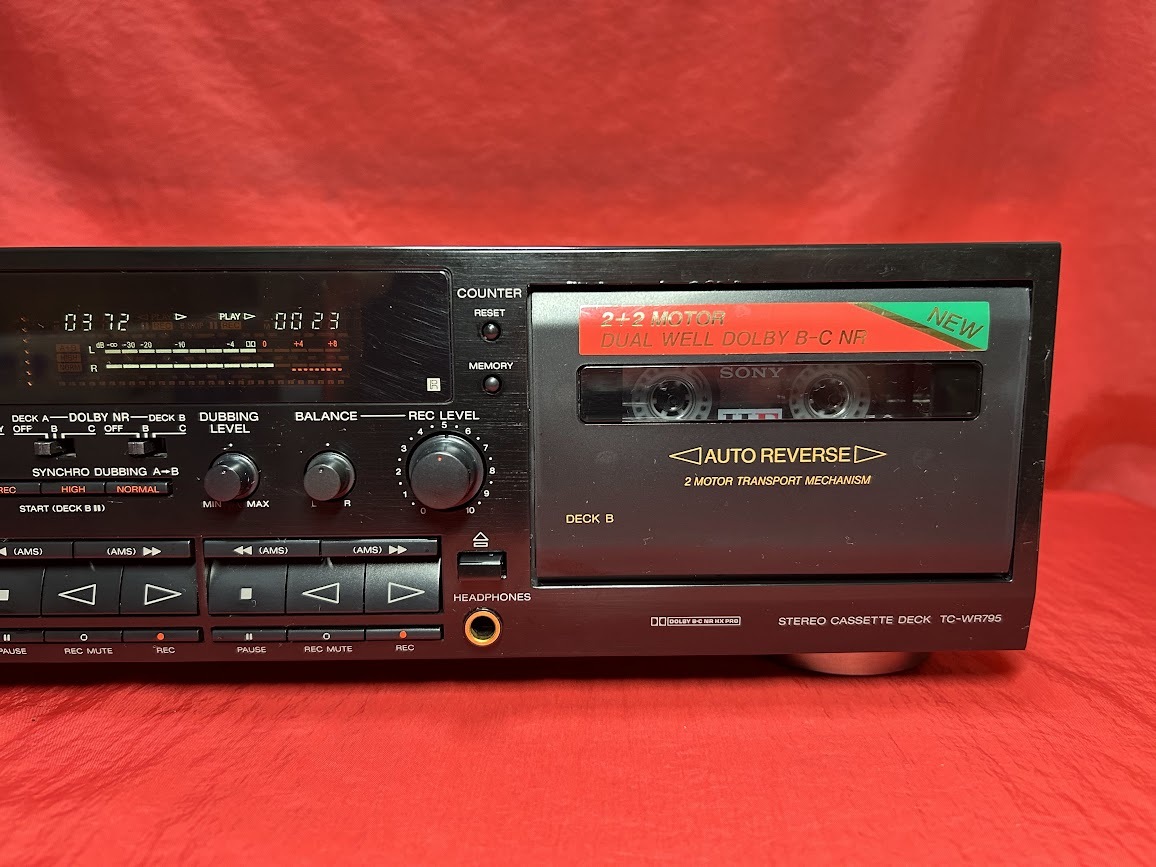 0372
PLAY
0023
dB -∞ -30 -20 -10 -4 0 +4 +8
L
R
COUNTER
RESET
MEMORY
DECK A DOLBY NR DECK B
OFF B C OFF B C
DUBBING
LEVEL
MIN MAX
BALANCE
L R
REC LEVEL
0 1 2 3 4 5 6 7 8 9 10
SYNCHRO DUBBING A→B
REC HIGH NORMAL
START (DECK B II)
(AMS) (AMS) (AMS) (AMS)
PAUSE REC MUTE REC PAUSE REC MUTE REC
HEADPHONES
2+2 MOTOR
DUAL WELL DOLBY B-C NR
NEW
SONY
AUTO REVERSE
2 MOTOR TRANSPORT MECHANISM
DECK B
DOLBY B-C NR HX PRO
STEREO CASSETTE DECK TC-WR795